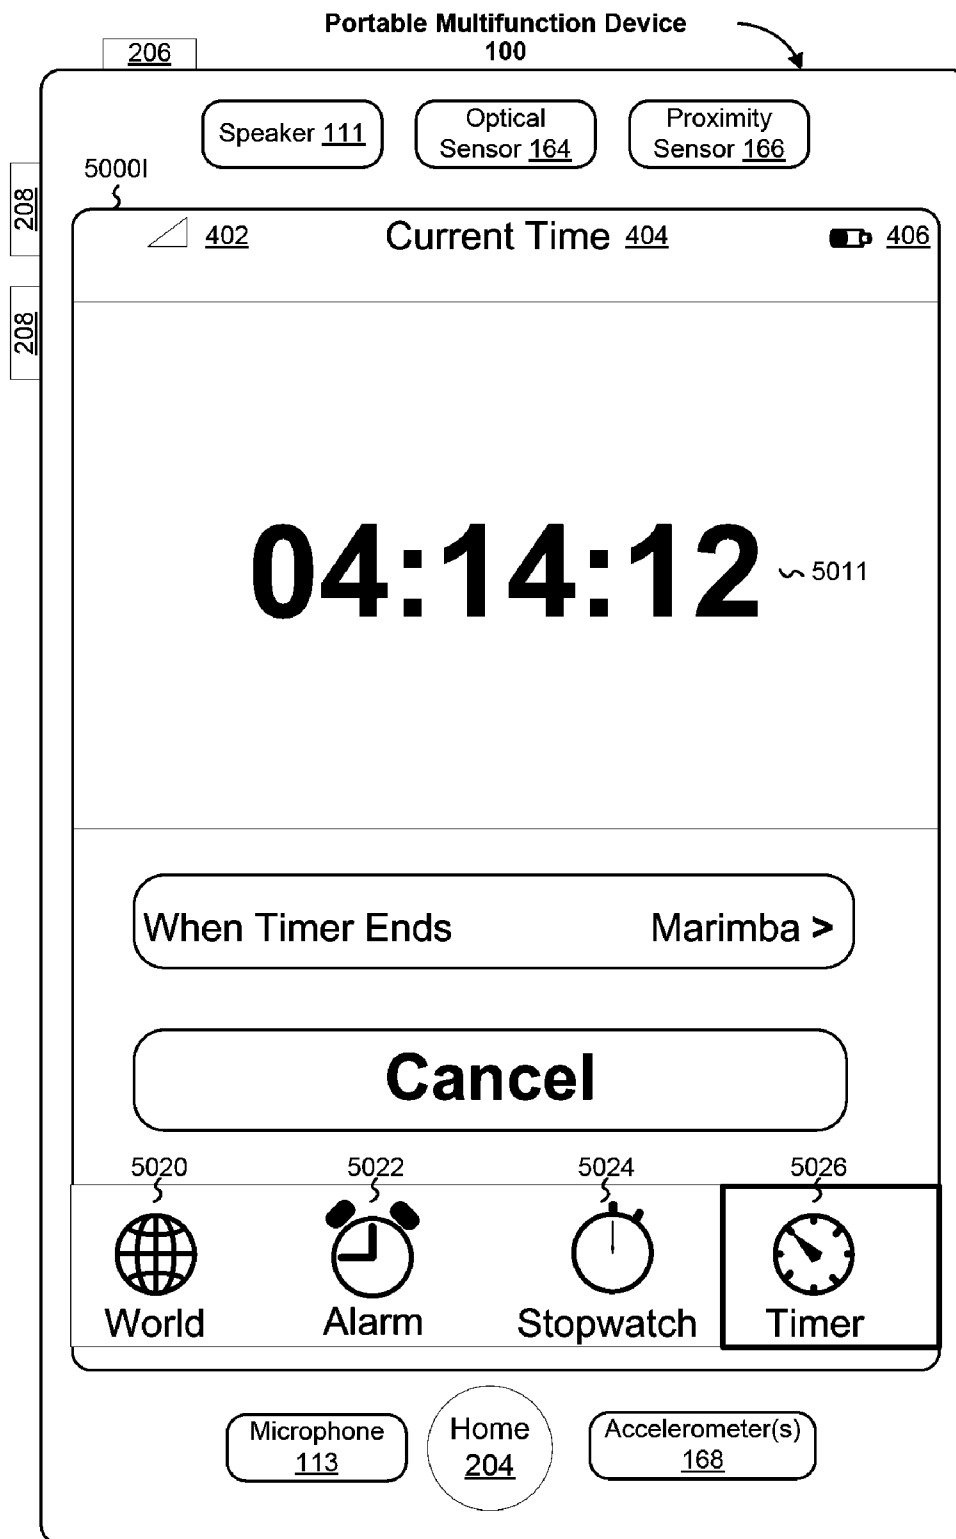 Portable Multifunction Device
100
206
Speaker 111
Optical
Sensor 164
Proximity
Sensor 166
5000I
208
208
402
Current Time 404
406
04:14:12
5011
When Timer Ends
Marimba >
Cancel
5020
5022
5024
5026
World
Alarm
Stopwatch
Timer
Microphone
113
Home
204
Accelerometer(s)
168